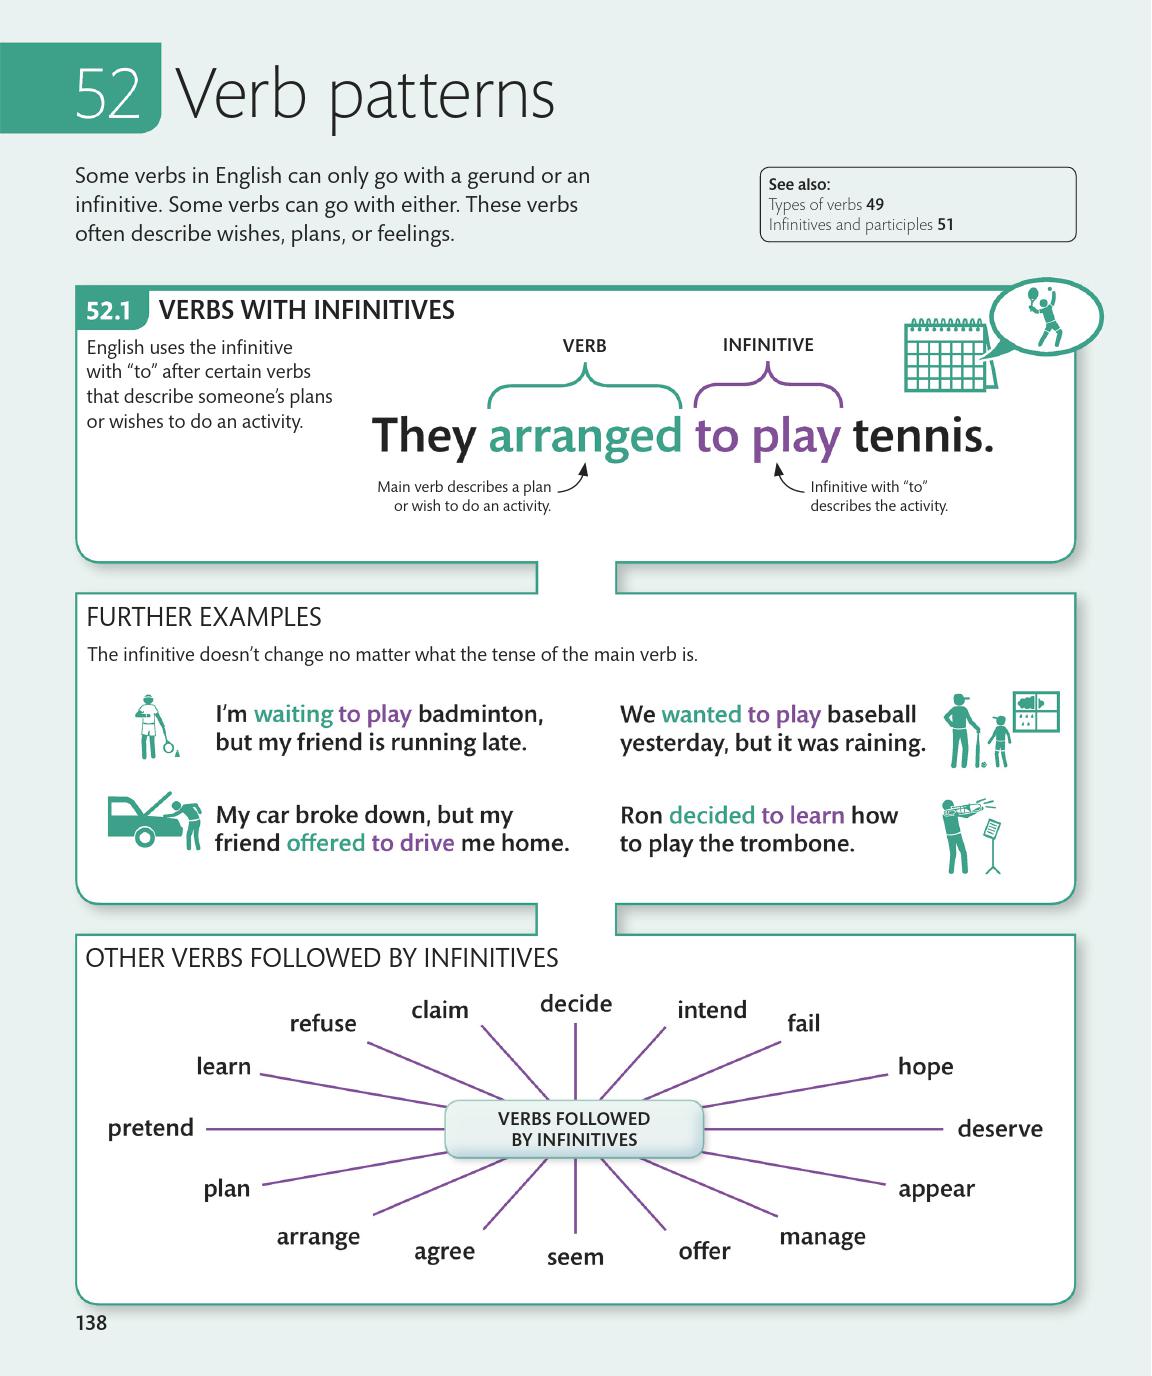 52 Verb patterns
Some verbs in English can only go with a gerund or an
infinitive. Some verbs can go with either. These verbs
often describe wishes, plans, or feelings.
See also:
Types of verbs 49
Infinitives and participles 51
52.1 VERBS WITH INFINITIVES
English uses the infinitive
with “to” after certain verbs
that describe someone’s plans
or wishes to do an activity.
VERB
INFINITIVE
They arranged to play tennis.
Main verb describes a plan
or wish to do an activity.
Infinitive with “to”
describes the activity.
FURTHER EXAMPLES
The infinitive doesn’t change no matter what the tense of the main verb is.
I’m waiting to play badminton,
but my friend is running late.
We wanted to play baseball
yesterday, but it was raining.
My car broke down, but my
friend offered to drive me home.
Ron decided to learn how
to play the trombone.
OTHER VERBS FOLLOWED BY INFINITIVES
decide
claim
intend
refuse
fail
learn
hope
VERBS FOLLOWED
BY INFINITIVES
pretend
deserve
plan
appear
arrange
manage
agree
offer
seem
138